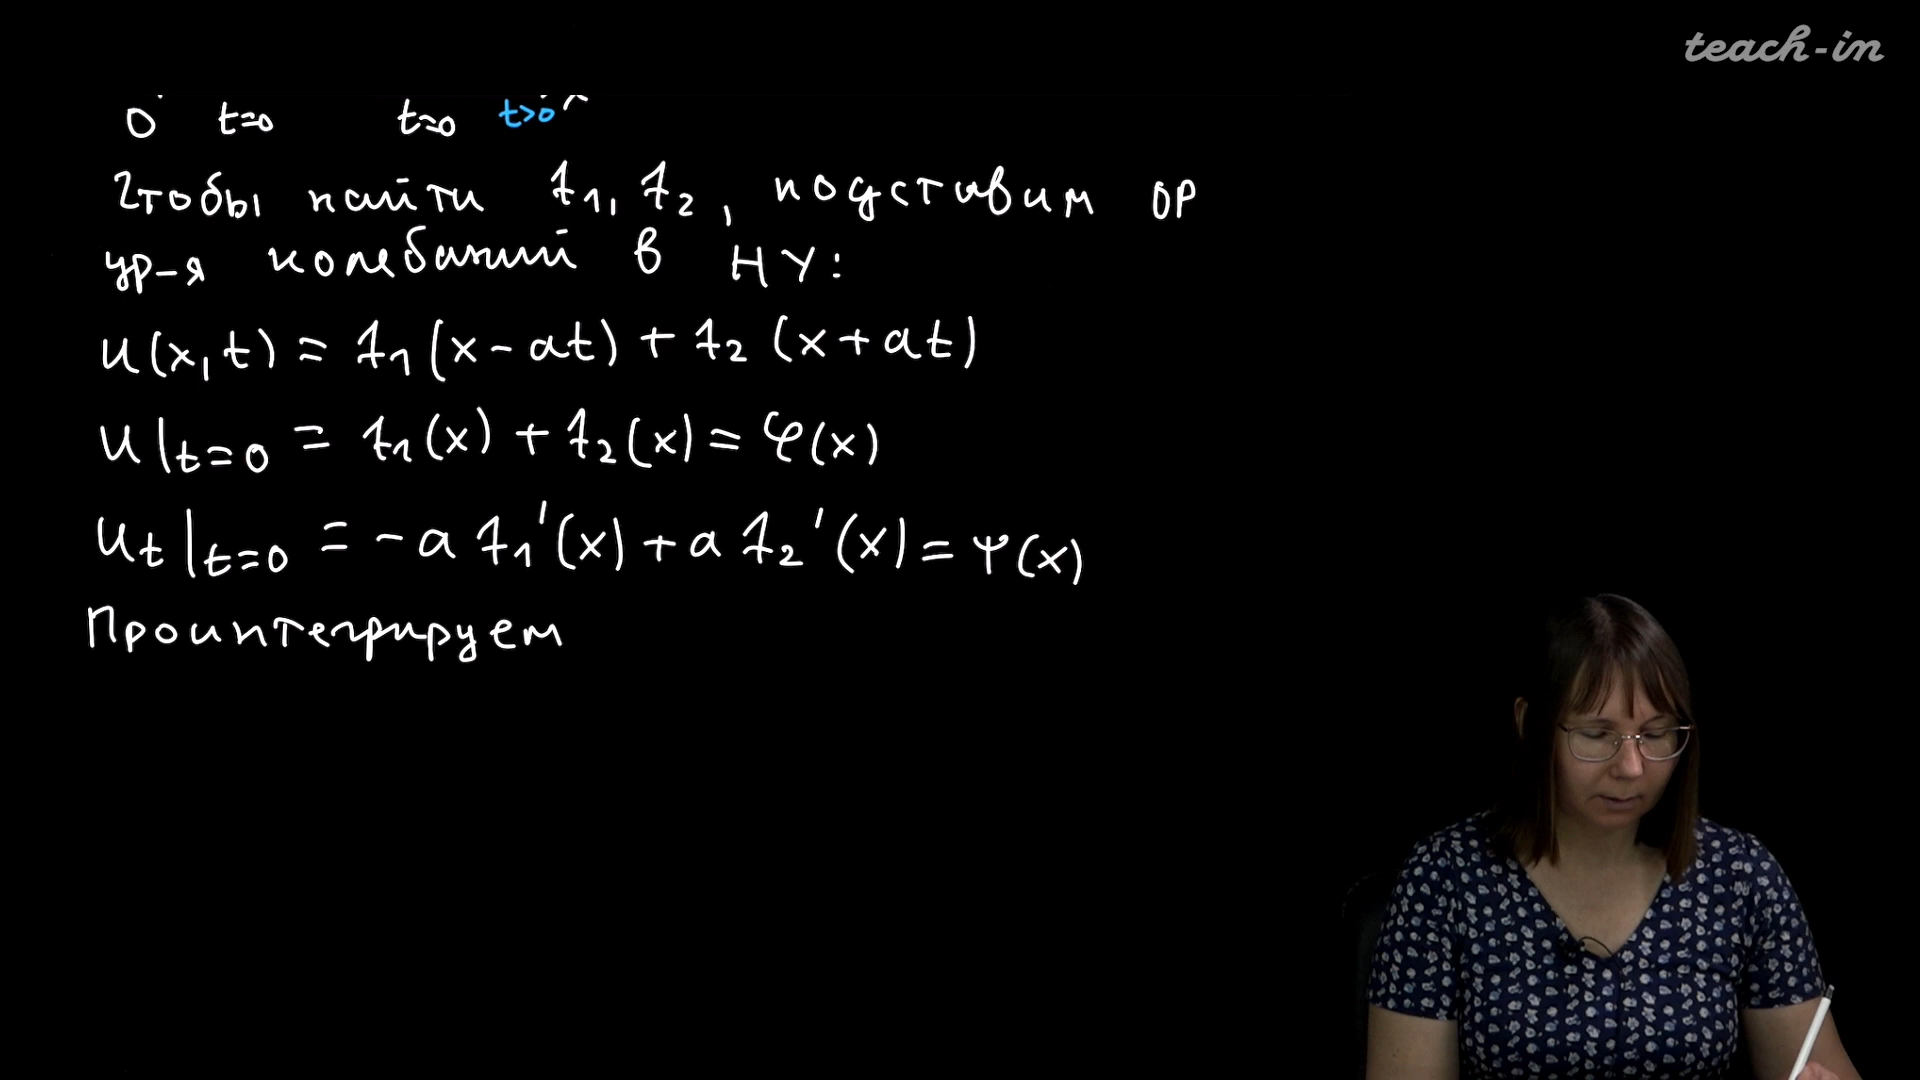 teach-in
0 t=0 t=0 t>0 x
Чтобы найти f₁, f₂, подставим ОР
ур-я колебаний в НУ:
u(x,t) = f₁(x-at) + f₂(x+at)
u|t=0 = f₁(x) + f₂(x) = φ(x)
uₜ|t=0 = -a f₁'(x) + a f₂'(x) = ψ(x)
Проинтегрируем